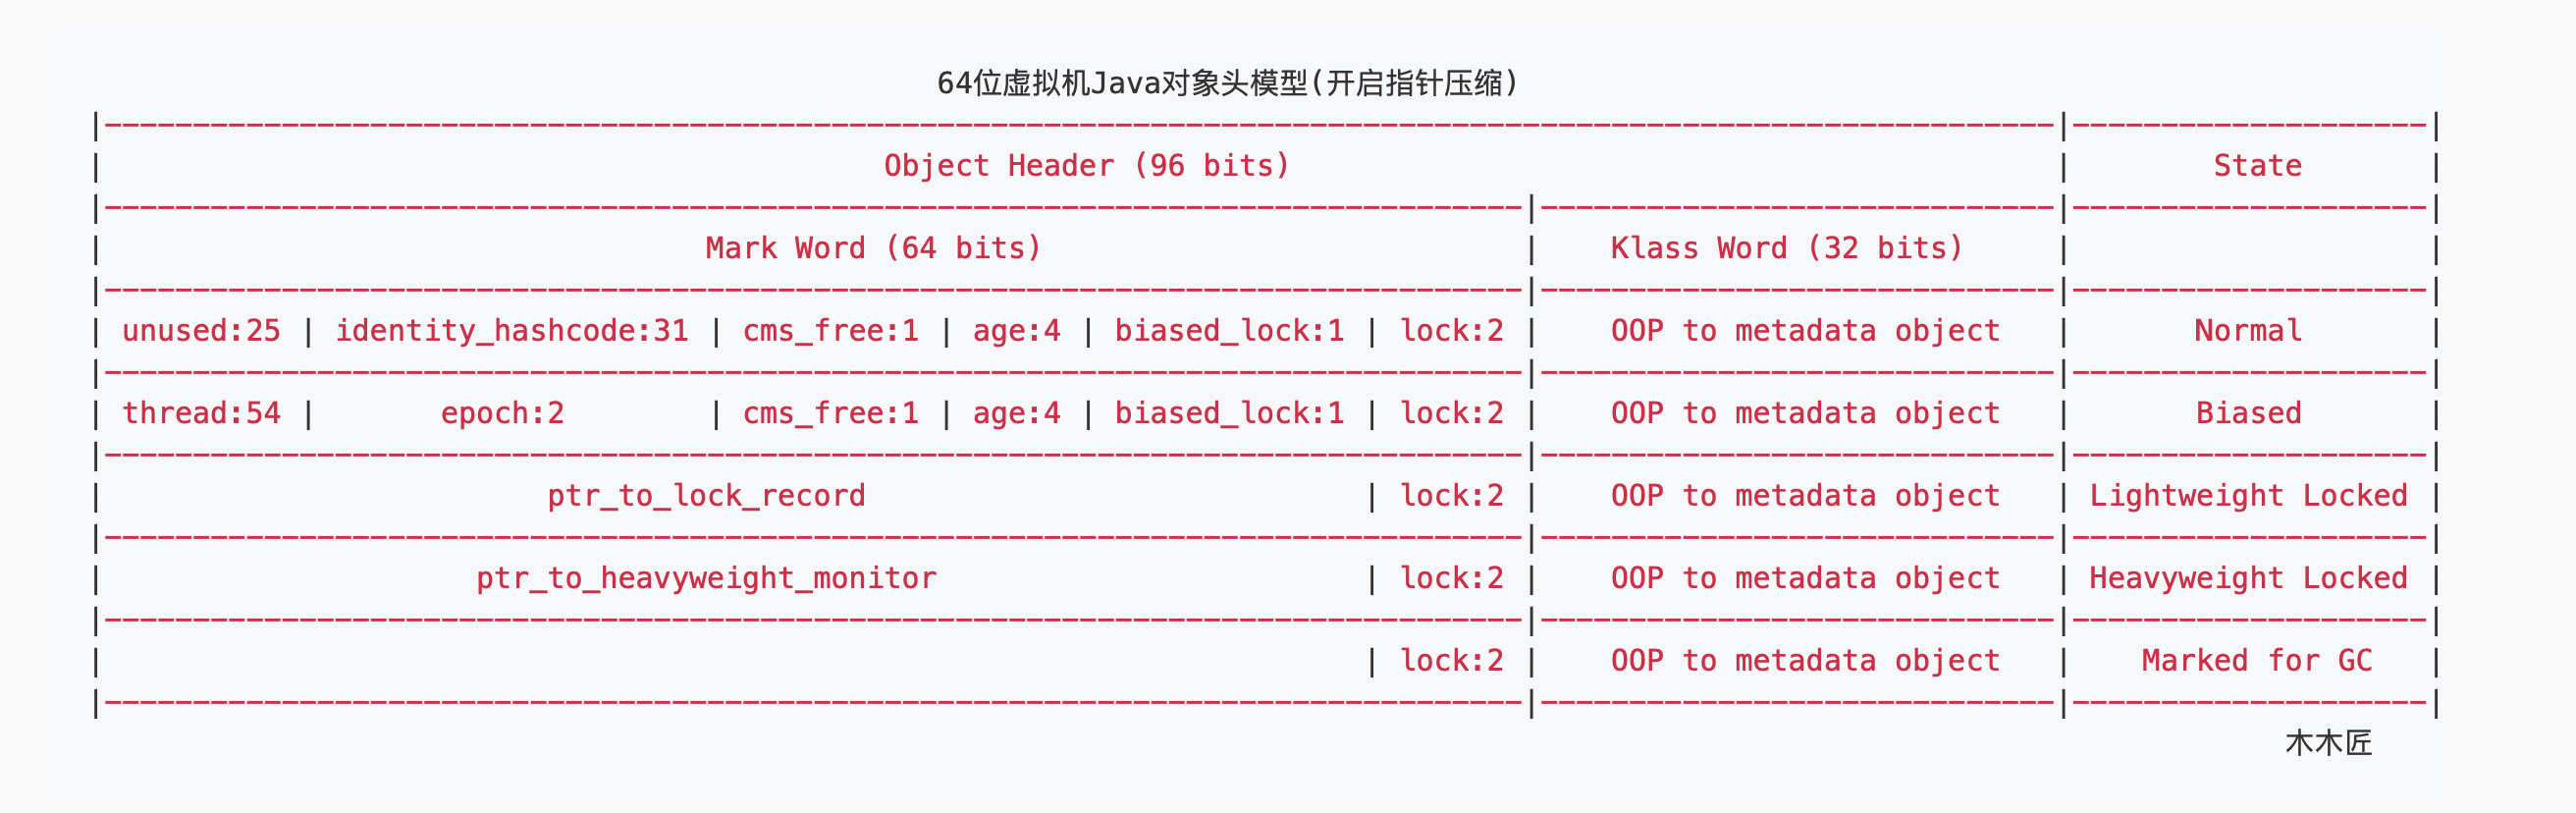 64位虚拟机Java对象头模型(开启指针压缩)
|--------------------------------------------------------------------------------------------------------------|--------------------|
| Object Header (96 bits) | State |
|--------------------------------------------------------------------------------|-----------------------------|--------------------|
| Mark Word (64 bits) | Klass Word (32 bits) | |
|--------------------------------------------------------------------------------|-----------------------------|--------------------|
| unused:25 | identity_hashcode:31 | cms_free:1 | age:4 | biased_lock:1 | lock:2 | OOP to metadata object | Normal |
|--------------------------------------------------------------------------------|-----------------------------|--------------------|
| thread:54 | epoch:2 | cms_free:1 | age:4 | biased_lock:1 | lock:2 | OOP to metadata object | Biased |
|--------------------------------------------------------------------------------|-----------------------------|--------------------|
| ptr_to_lock_record | lock:2 | OOP to metadata object | Lightweight Locked |
|--------------------------------------------------------------------------------|-----------------------------|--------------------|
| ptr_to_heavyweight_monitor | lock:2 | OOP to metadata object | Heavyweight Locked |
|--------------------------------------------------------------------------------|-----------------------------|--------------------|
| | lock:2 | OOP to metadata object | Marked for GC |
|--------------------------------------------------------------------------------|-----------------------------|--------------------|
木木匠